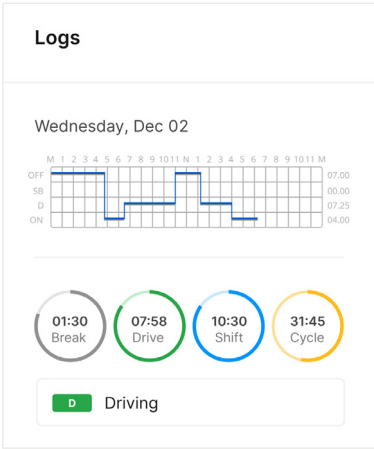 Logs
Wednesday, Dec 02
M 1 2 3 4 5 6 7 8 9 10 11 N 1 2 3 4 5 6 7 8 9 10 11 M
OFF 07.00
SB 00.00
D 07.25
ON 04.00
01:30 07:58 10:30 31:45
Break Drive Shift Cycle
D Driving